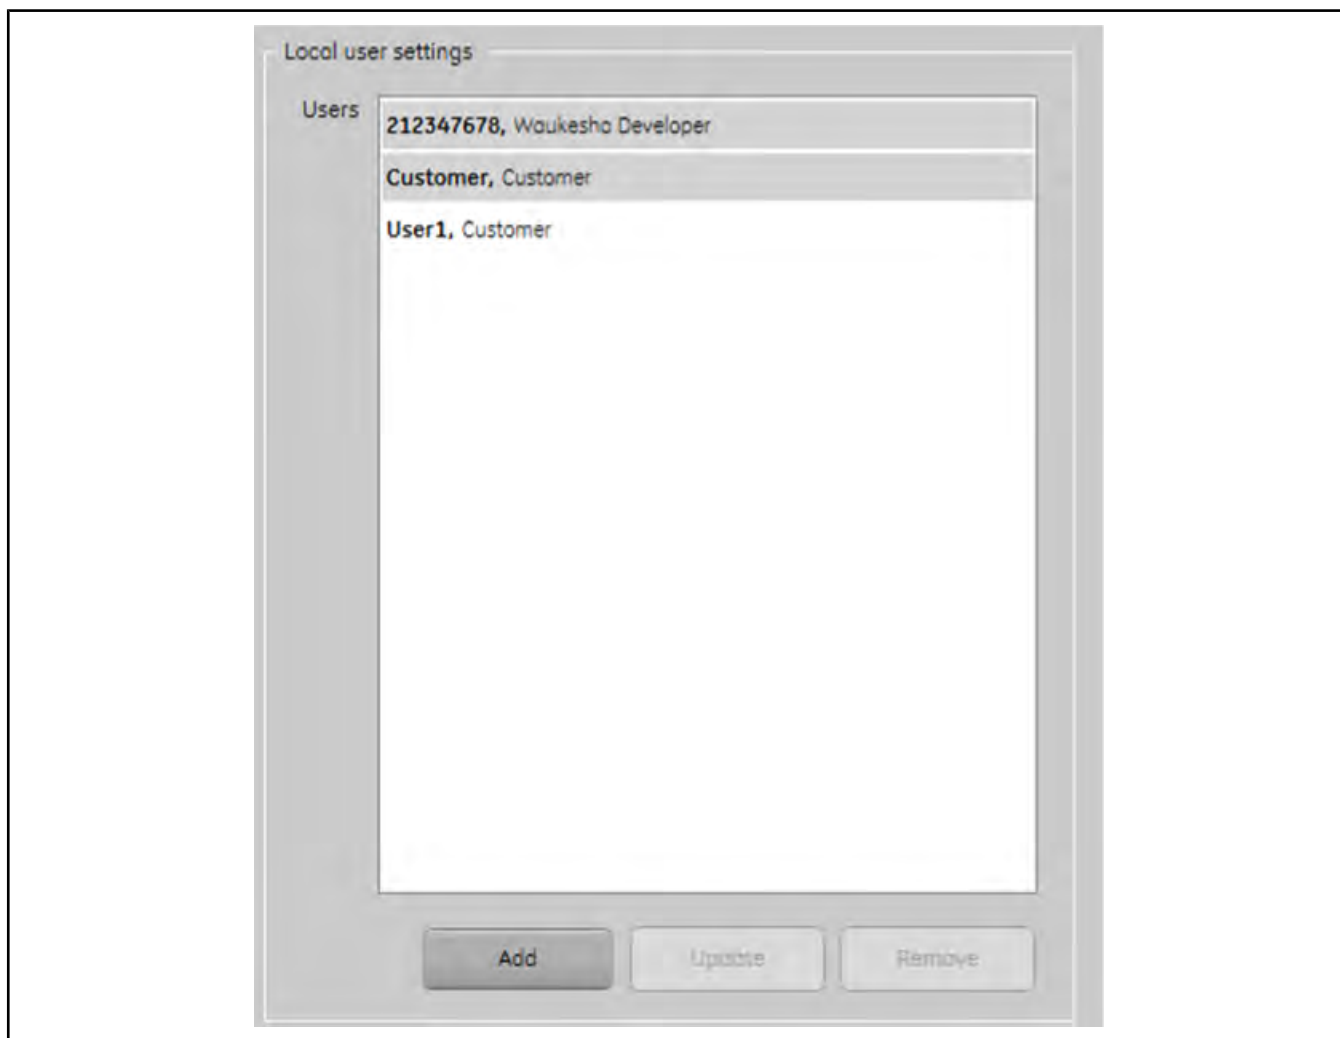 Local user settings
Users
212347678, Waukesha Developer
Customer, Customer
User1, Customer
Add
Update
Remove